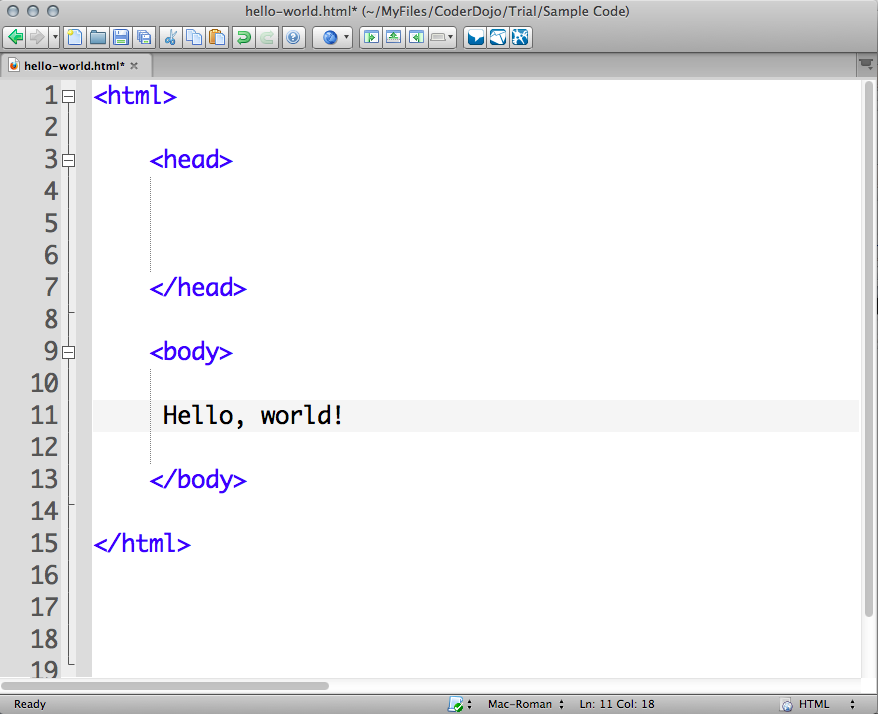 hello-world.html* (~/MyFiles/CoderDojo/Trial/Sample Code)
hello-world.html*
1 <html>
2
3 <head>
4
5
6
7 </head>
8
9 <body>
10
11 Hello, world!
12
13 </body>
14
15 </html>
16
17
18
19
Ready Mac-Roman Ln: 11 Col: 18 HTML